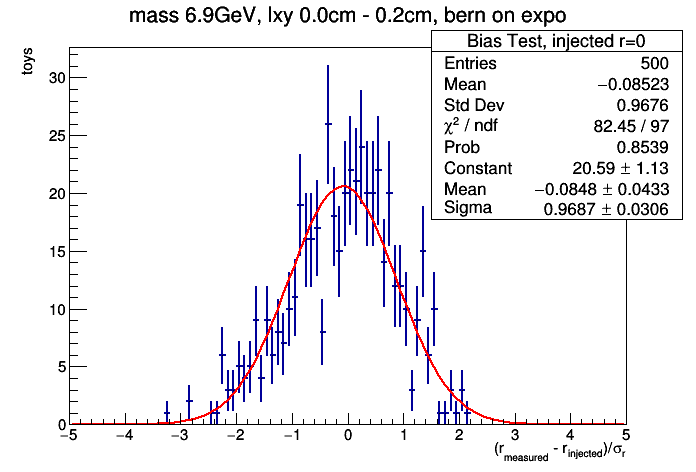 mass 6.9GeV, lxy 0.0cm - 0.2cm, bern on expo
Bias Test, injected r=0
Entries 500
Mean −0.08523
Std Dev 0.9676
χ² / ndf 82.45 / 97
Prob 0.8539
Constant 20.59 ± 1.13
Mean −0.0848 ± 0.0433
Sigma 0.9687 ± 0.0306
toys
30
25
20
15
10
5
0
−5 −4 −3 −2 −1 0 1 2 3 4 5
(r_measured - r_injected)/σ_r